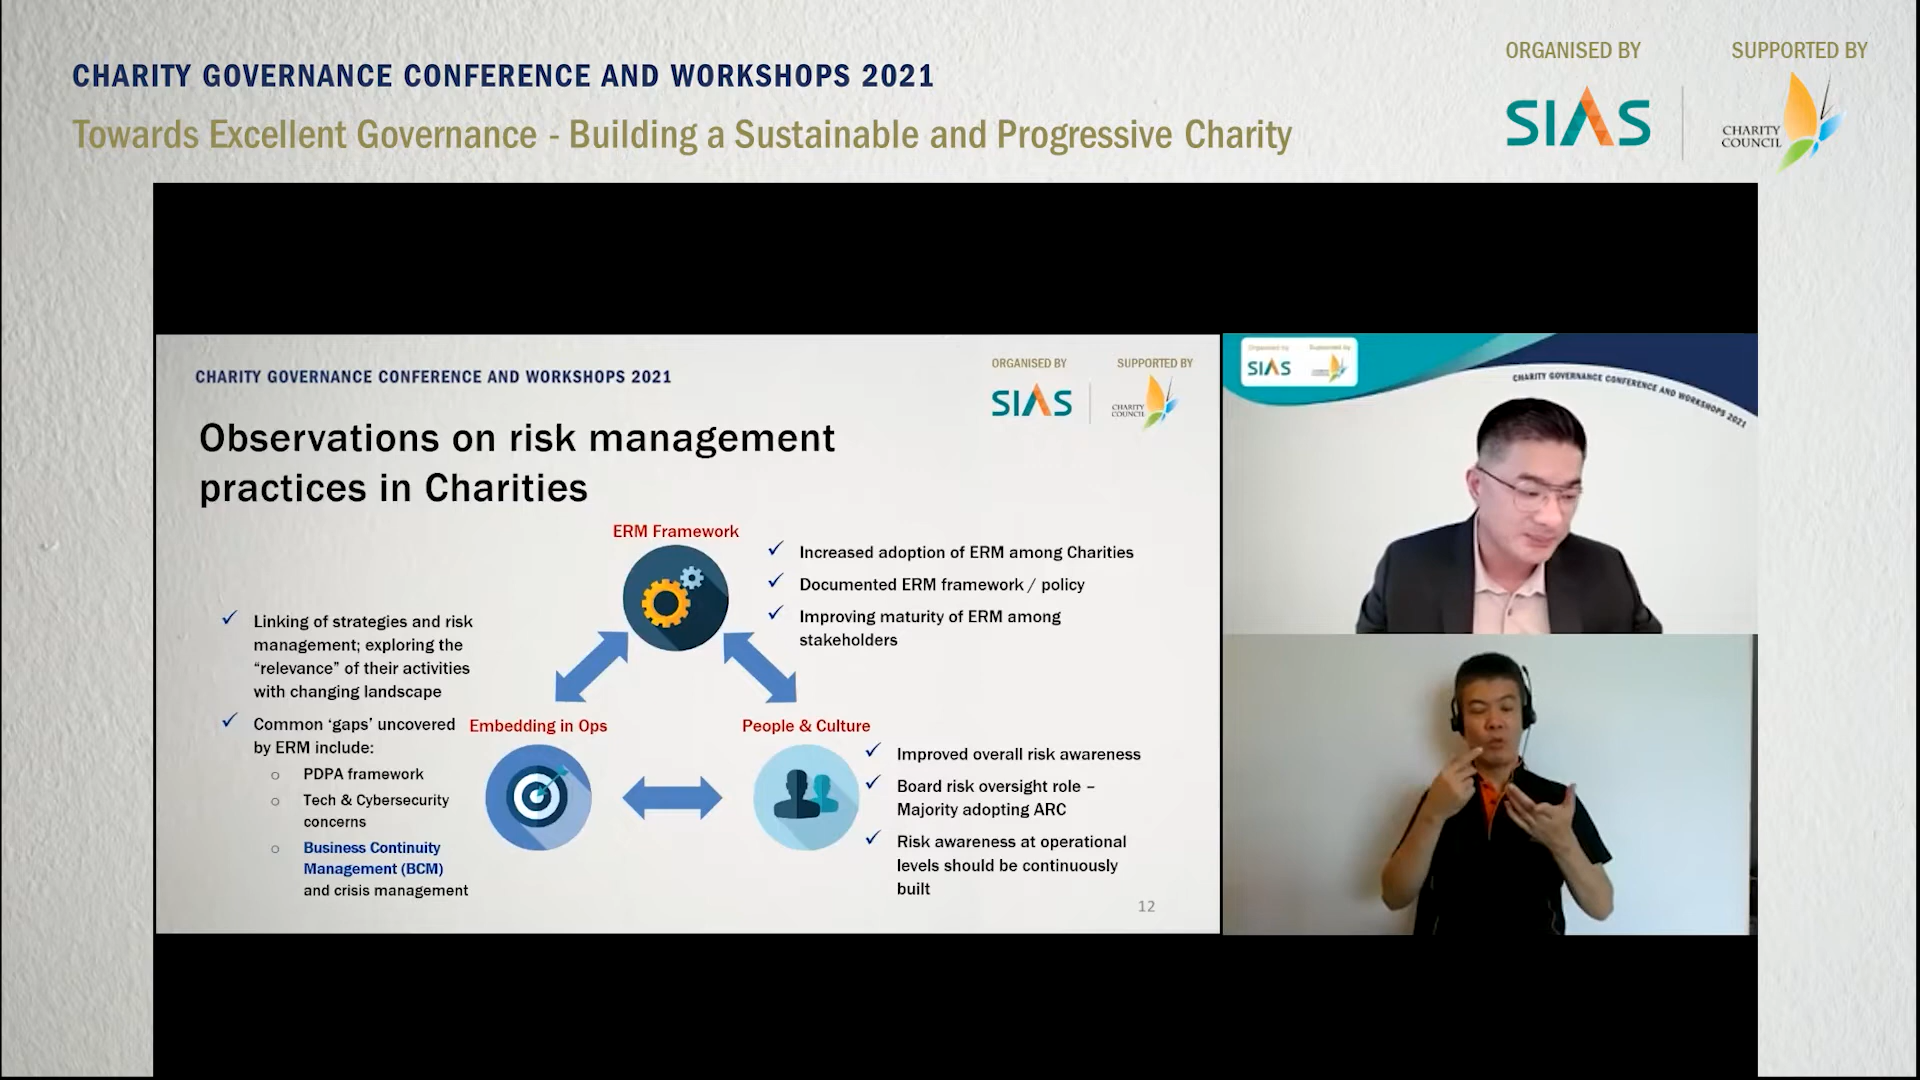 CHARITY GOVERNANCE CONFERENCE AND WORKSHOPS 2021
Towards Excellent Governance - Building a Sustainable and Progressive Charity
ORGANISED BY
SIAS
SUPPORTED BY
CHARITY
COUNCIL
CHARITY GOVERNANCE CONFERENCE AND WORKSHOPS 2021
ORGANISED BY
SIAS
SUPPORTED BY
CHARITY
COUNCIL
Observations on risk management
practices in Charities
ERM Framework
✓ Increased adoption of ERM among Charities
✓ Documented ERM framework / policy
✓ Improving maturity of ERM among
stakeholders
✓ Linking of strategies and risk
management; exploring the
“relevance” of their activities
with changing landscape
✓ Common ‘gaps’ uncovered
by ERM include:
o PDPA framework
o Tech & Cybersecurity
concerns
o Business Continuity
Management (BCM)
and crisis management
Embedding in Ops
People & Culture
✓ Improved overall risk awareness
✓ Board risk oversight role –
Majority adopting ARC
✓ Risk awareness at operational
levels should be continuously
built
12
Organised by
SIAS
Supported by
CHARITY GOVERNANCE CONFERENCE AND WORKSHOPS 2021